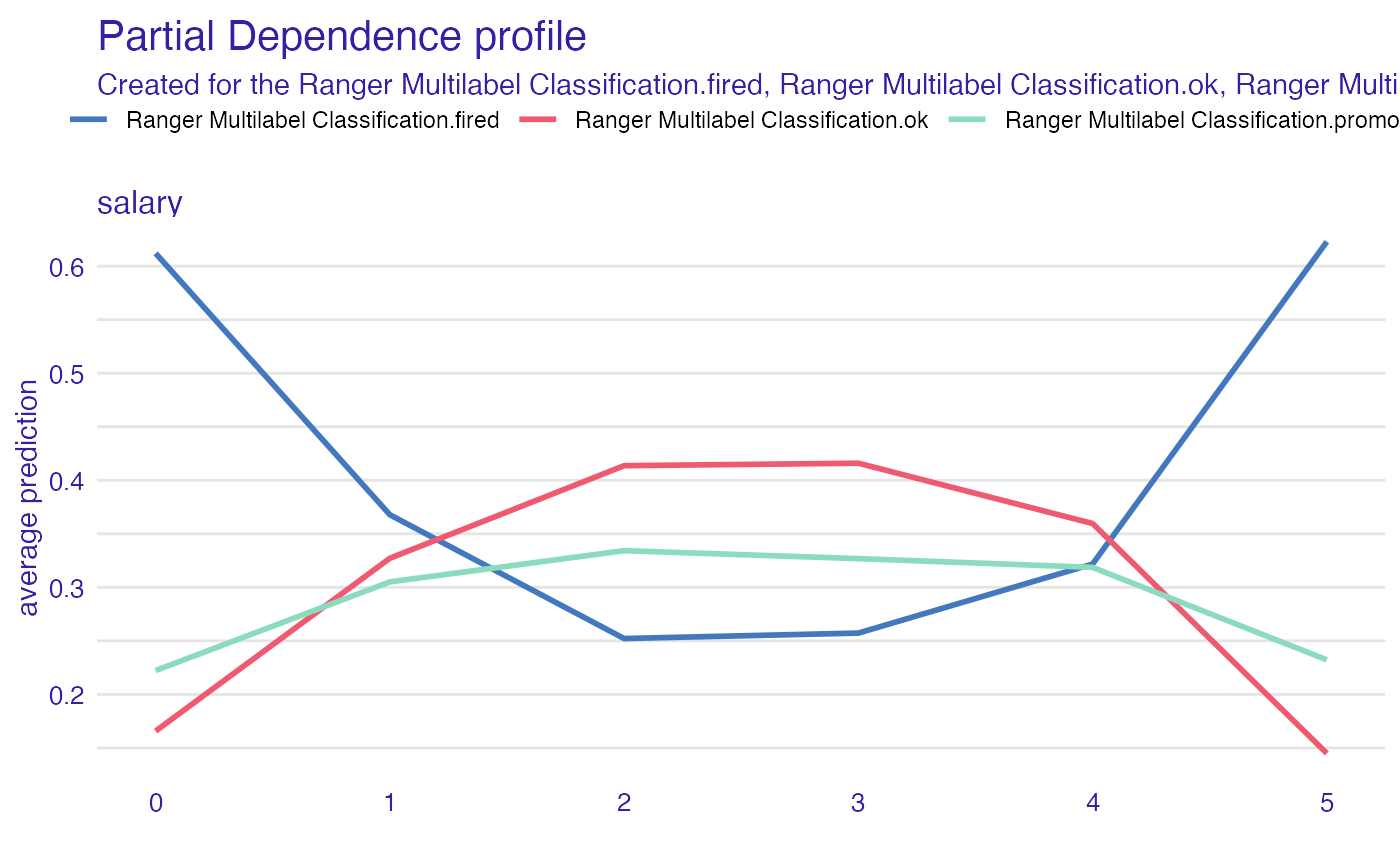 Partial Dependence profile
Created for the Ranger Multilabel Classification.fired, Ranger Multilabel Classification.ok, Ranger Multi
Ranger Multilabel Classification.fired Ranger Multilabel Classification.ok Ranger Multilabel Classification.promo
salary
0.6
0.5
0.4
0.3
0.2
average prediction
0 1 2 3 4 5